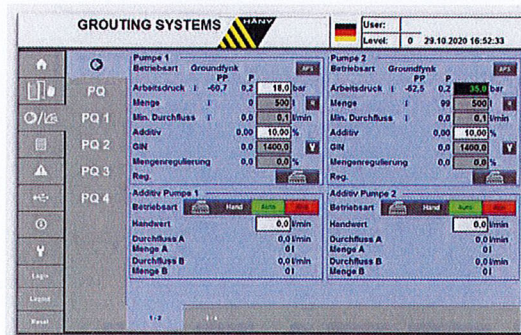 GROUTING SYSTEMS
HÄNY
User:
Level: 0 29.10.2020 16:52:33
PQ
PQ 1
PQ 2
PQ 3
PQ 4
Login
Logout
Reset
Pumpe 1
Betriebsart Groundfynk
PP P
Arbeitsdruck I -60,7 0,2 18,0 bar
Menge I 0 500 l
Min. Durchfluss I 0,0 0,1 l/min
Additiv 0,00 10,00 %
GIN 0,0 1400,0
Mengenregulierung 0,0 0,0 %
Reg.
Additiv Pumpe 1
Betriebsart Hand Auto
Handwert 0,0 l/min
Durchfluss A 0,0 l/min
Menge A 0 l
Durchfluss B 0,0 l/min
Menge B 0 l
Pumpe 2
Betriebsart Groundfynk
PP P
Arbeitsdruck I -52,5 0,2 35,0 bar
Menge I 99 500 l
Min. Durchfluss I 0,0 0,1 l/min
Additiv 0,00 10,00 %
GIN 0,0 1400,0
Mengenregulierung 0,0 0,0 %
Reg.
Additiv Pumpe 2
Betriebsart Hand Auto
Handwert 0,0 l/min
Durchfluss A 0,0 l/min
Menge A 0 l
Durchfluss B 0,0 l/min
Menge B 0 l
1-2